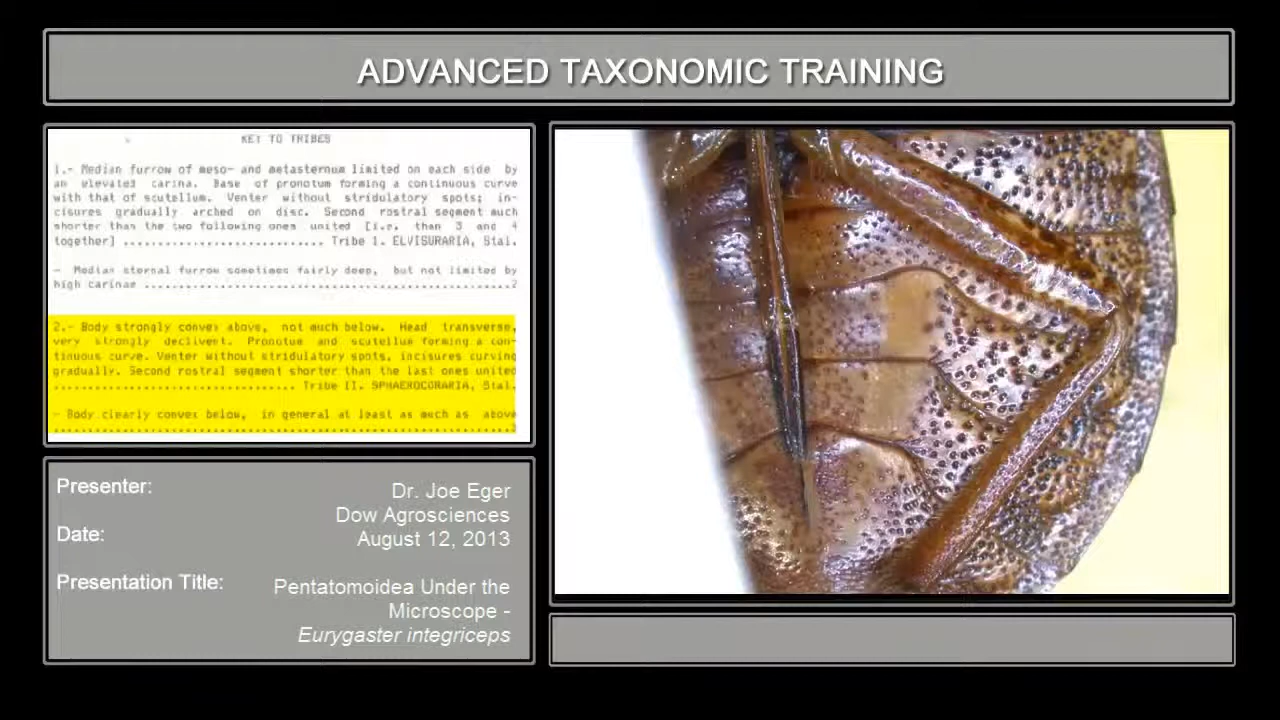 ADVANCED TAXONOMIC TRAINING
KEY TO TRIBES
1.- Median furrow of meso- and metasternum limited on each side by
an elevated carina. Base of pronotum forming a continuous curve
with that of scutellum. Venter without stridulatory spots; in-
cisures gradually arched on disc. Second rostral segment much
shorter than the two following ones united [i.e. than 3 and 4
together] ............................ Tribe I. ELVISURARIA, Stal.
- Median sternal furrow sometimes fairly deep, but not limited by
high carinae ...................................................2
2.- Body strongly convex above, not much below. Head transverse,
very strongly declivent. Pronotum and scutellum forming a con-
tinuous curve. Venter without stridulatory spots, incisures curving
gradually. Second rostral segment shorter than the last ones united
................................. Tribe II. SPHAEROCORARIA, Stal.
- Body clearly convex below, in general at least as much as above
Presenter:
Dr. Joe Eger
Dow Agrosciences
Date:
August 12, 2013
Presentation Title:
Pentatomoidea Under the
Microscope -
Eurygaster integriceps